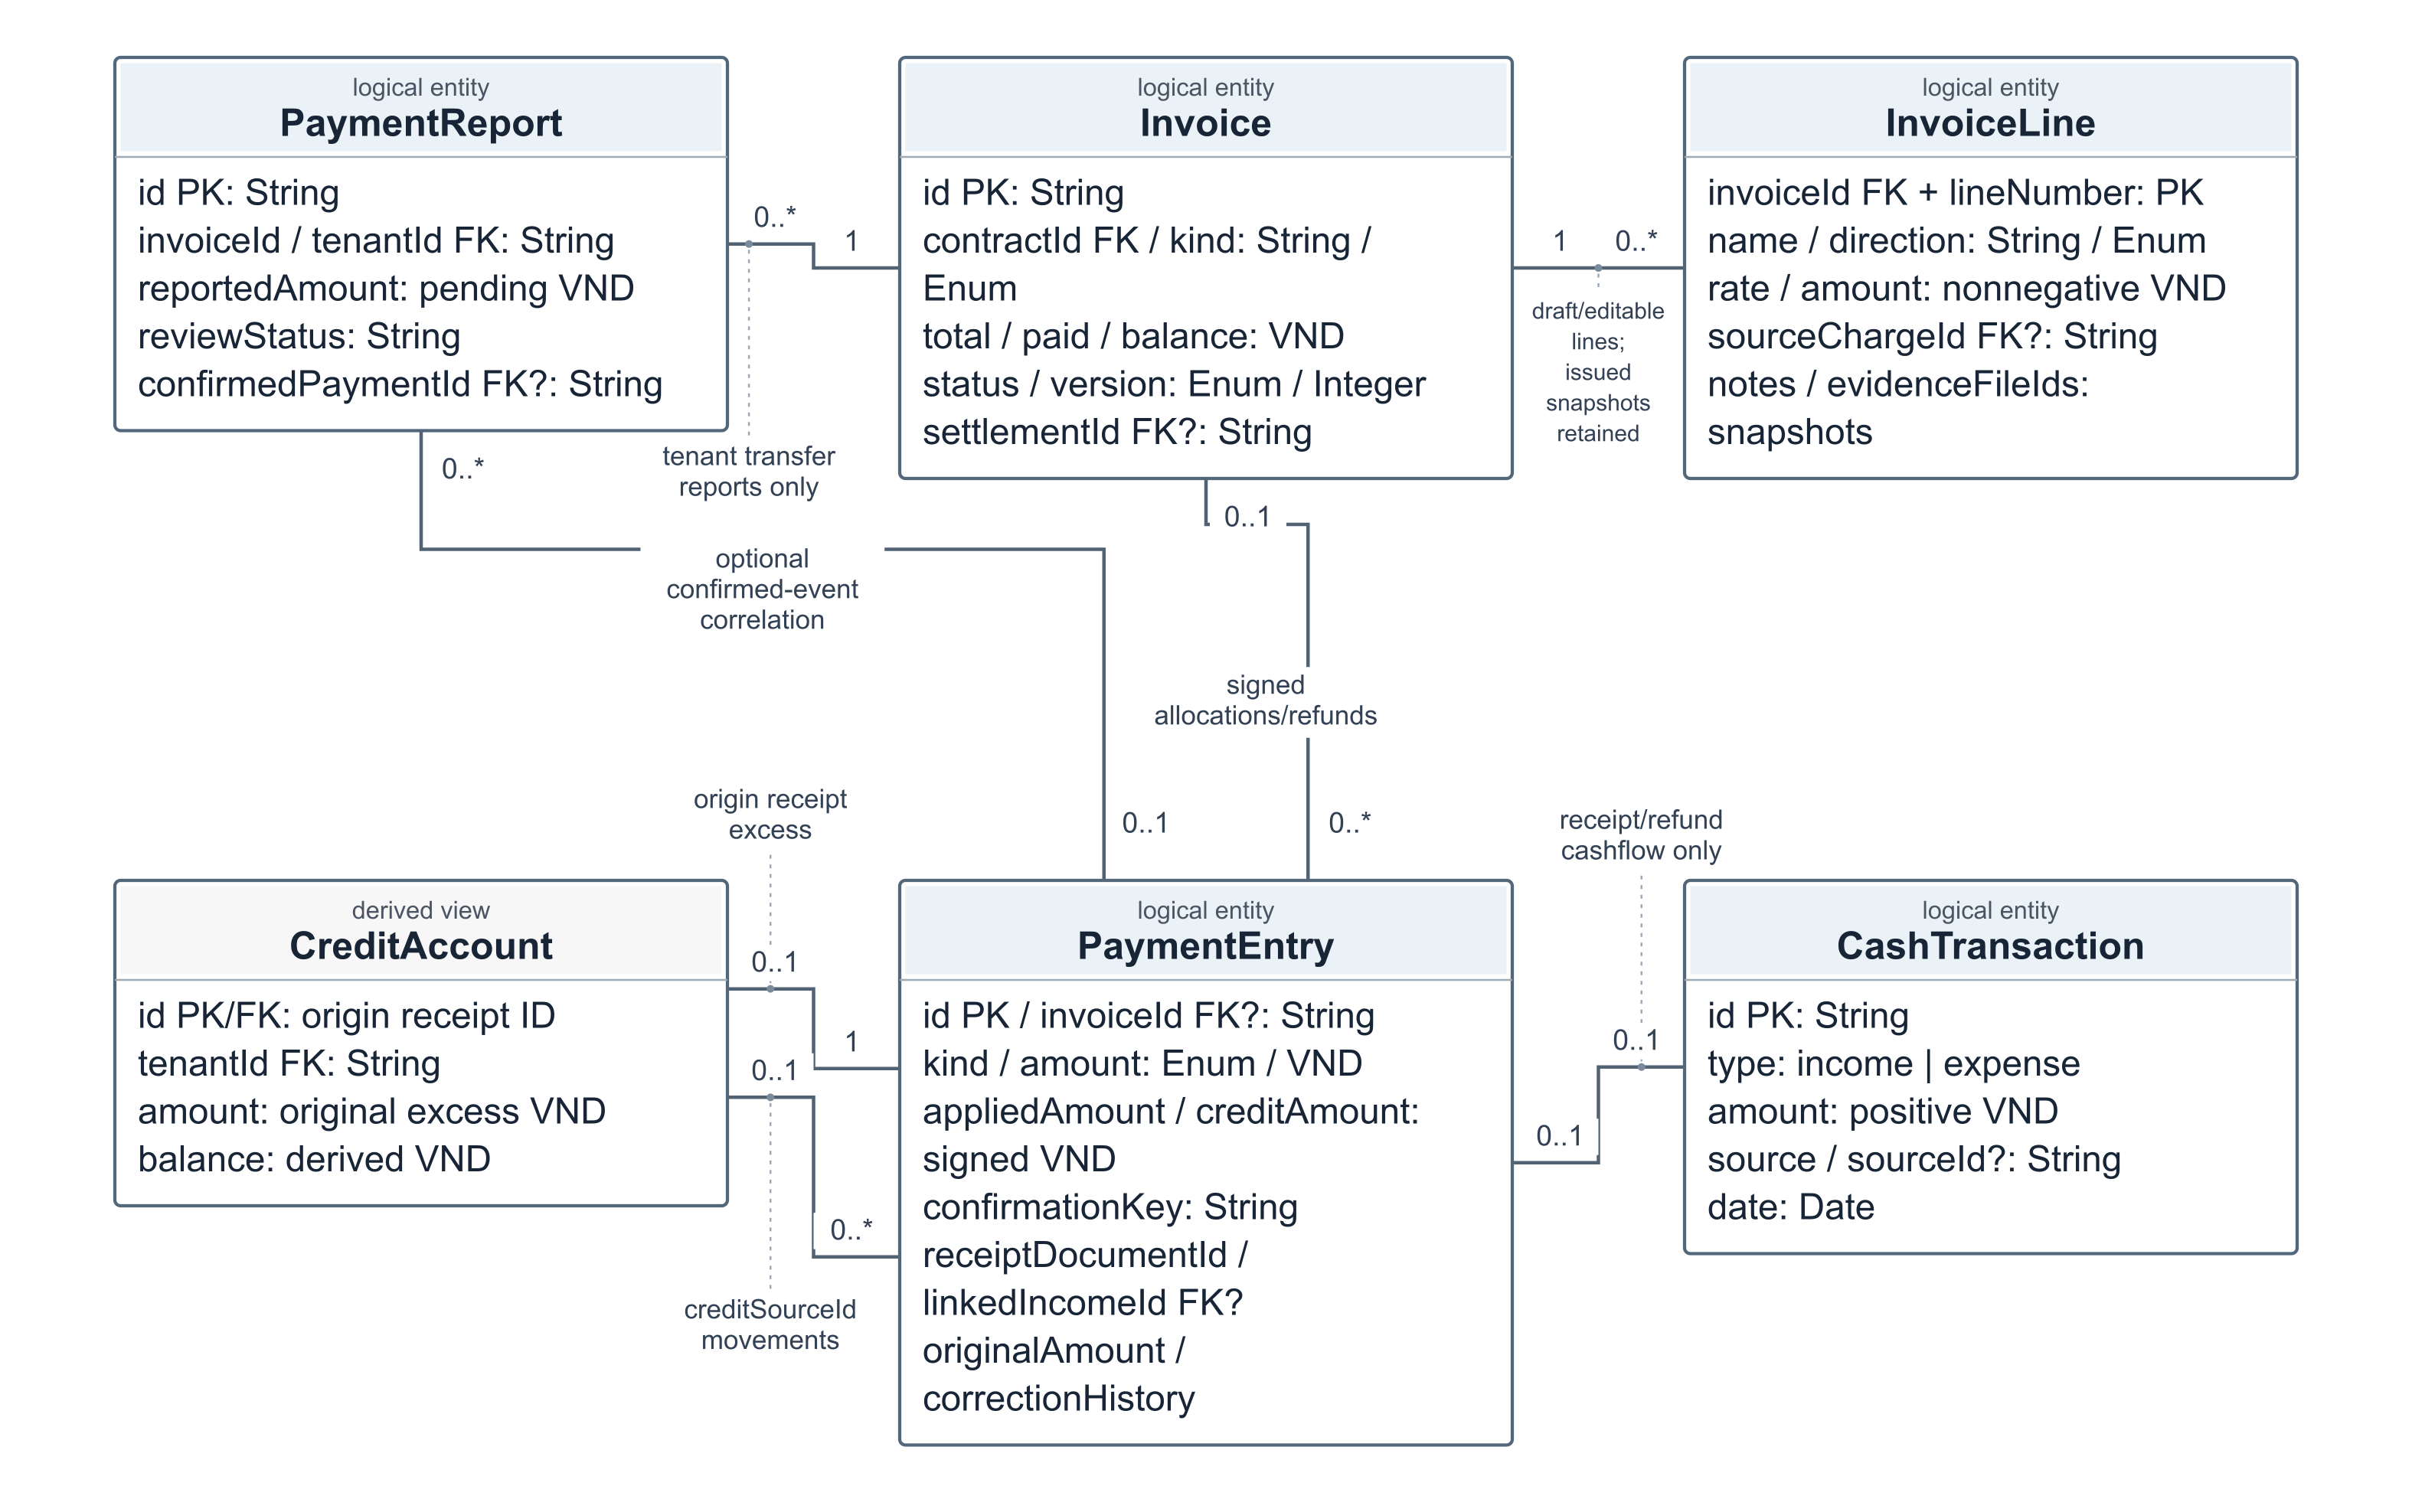 logical entity
PaymentReport
id PK: String
invoiceId / tenantId FK: String
reportedAmount: pending VND
reviewStatus: String
confirmedPaymentId FK?: String
0..*
1
tenant transfer
reports only
logical entity
Invoice
id PK: String
contractId FK / kind: String /
Enum
total / paid / balance: VND
status / version: Enum / Integer
settlementId FK?: String
1
0..*
draft/editable
lines;
issued
snapshots
retained
logical entity
InvoiceLine
invoiceId FK + lineNumber: PK
name / direction: String / Enum
rate / amount: nonnegative VND
sourceChargeId FK?: String
notes / evidenceFileIds:
snapshots
0..*
optional
confirmed-event
correlation
0..1
0..1
signed
allocations/refunds
0..*
origin receipt
excess
0..1
1
0..1
0..*
creditSourceId
movements
receipt/refund
cashflow only
0..1
0..1
derived view
CreditAccount
id PK/FK: origin receipt ID
tenantId FK: String
amount: original excess VND
balance: derived VND
logical entity
PaymentEntry
id PK / invoiceId FK?: String
kind / amount: Enum / VND
appliedAmount / creditAmount:
signed VND
confirmationKey: String
receiptDocumentId /
linkedIncomeId FK?
originalAmount /
correctionHistory
logical entity
CashTransaction
id PK: String
type: income | expense
amount: positive VND
source / sourceId?: String
date: Date